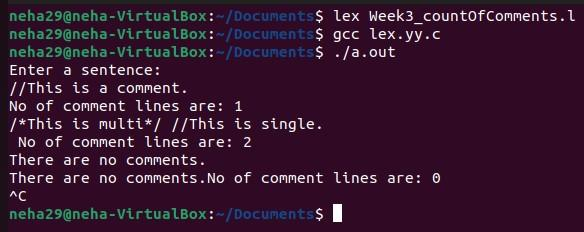 neha29@neha-VirtualBox:~/Documents$ lex Week3_countOfComments.l
neha29@neha-VirtualBox:~/Documents$ gcc lex.yy.c
neha29@neha-VirtualBox:~/Documents$ ./a.out
Enter a sentence:
//This is a comment.
No of comment lines are: 1
/*This is multi*/ //This is single.
 No of comment lines are: 2
There are no comments.
There are no comments.No of comment lines are: 0
^C
neha29@neha-VirtualBox:~/Documents$